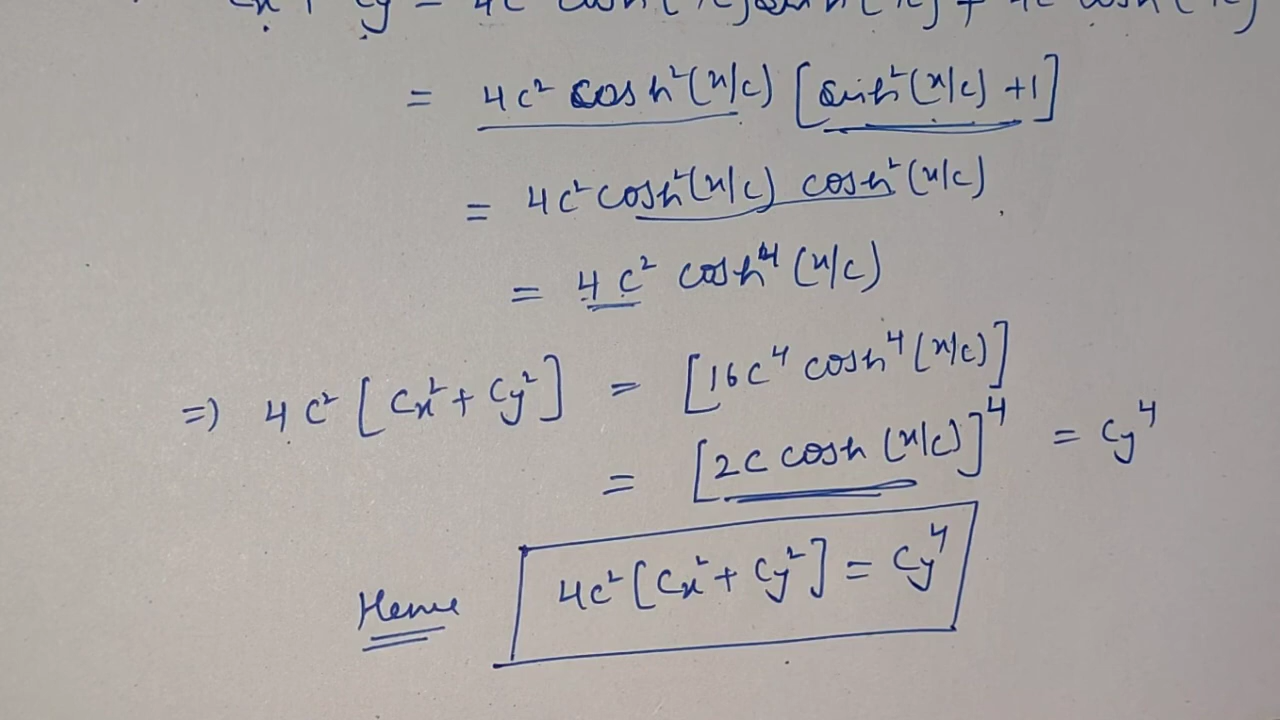 = 4c² cosh²(x/c) [sinh²(x/c) +1]
= 4c² cosh²(x/c) cosh²(x/c)
= 4c² cosh⁴ (x/c)
=) 4c² [Cx² + Cy²] = [16c⁴ cosh⁴ (x/c)]
= [2c cosh (x/c)]⁴ = Cy⁴
Hence 4c² [Cx² + Cy²] = Cy⁴